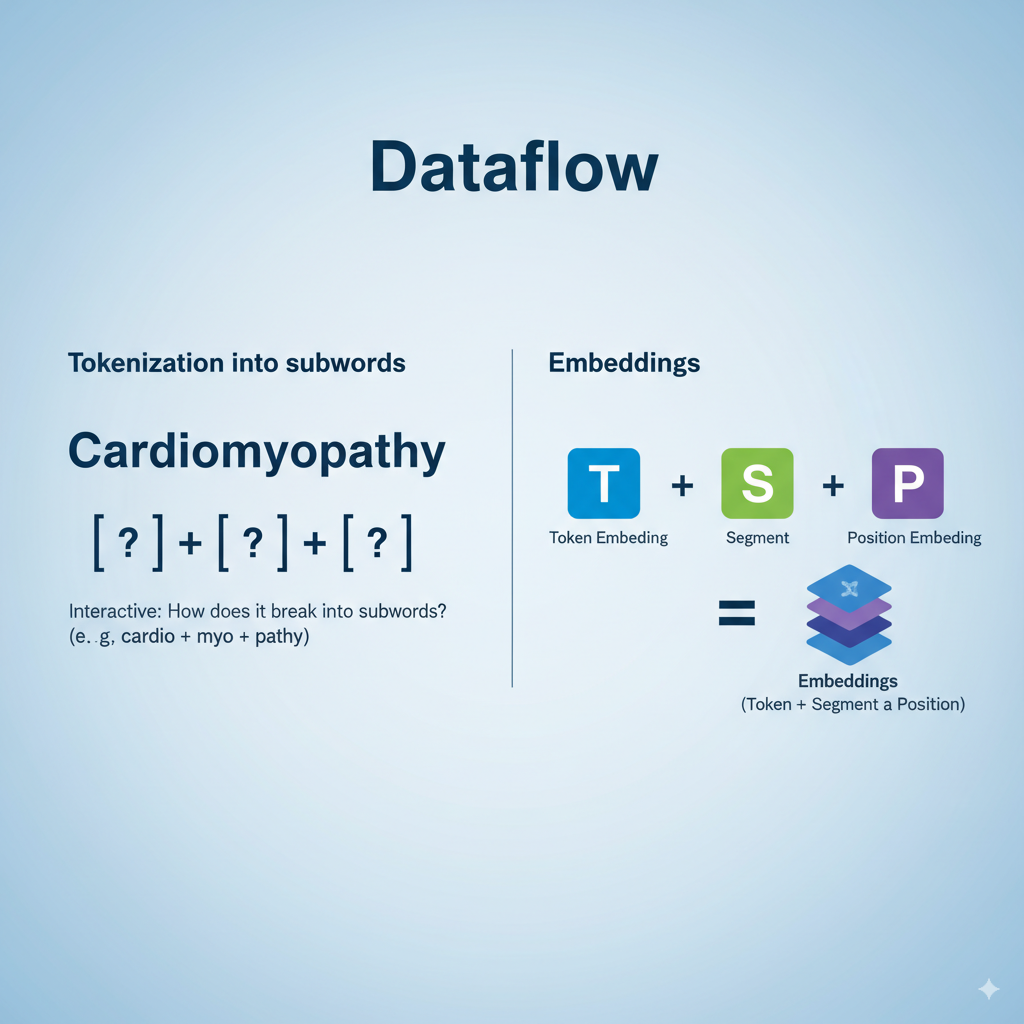 Dataflow
Tokenization into subwords
Cardiomyopathy
[ ? ] + [ ? ] + [ ? ]
Interactive: How does it break into subwords?
(e. .g, cardio + myo + pathy)
Embeddings
T + S + P
Token Embeding Segment Position Embeding
=
Embeddings
(Token + Segment a Position)